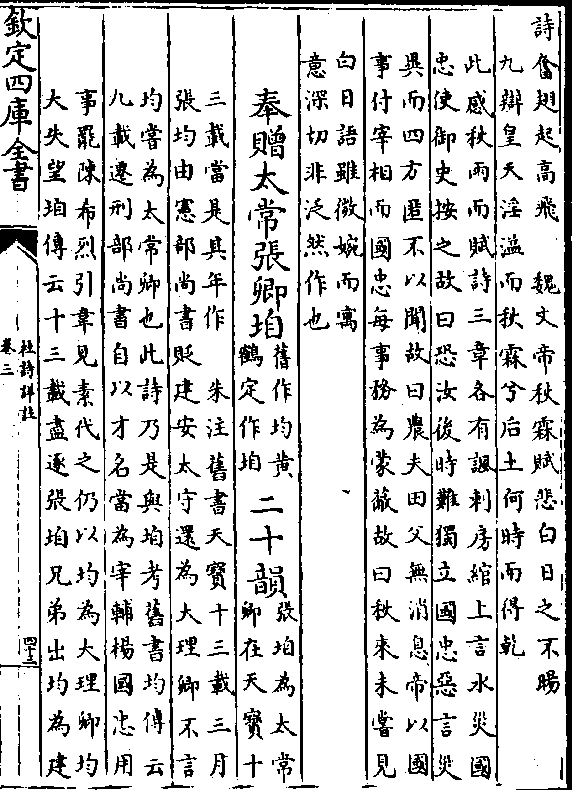 詩奮翅起高飛　魏文帝秋霖賦悲白日之不暘
九辯皇天淫溢而秋霖兮后土何時而得乾
此感秋雨而賦詩三章各有諷刺房綰上言水災國
忠使御史按之故曰恐汝後時難獨立國忠惡言災
異而四方匿不以聞故曰農夫田父無消息帝以國
事付宰相而國忠每事務為蒙蔽故曰秋來未嘗見
白日語雖微婉而寓
意深切非泛然作也
奉贈太常張卿垍
舊作均黃
鶴定作垍
二十韻
張垍為太常
卿在天寶十
三載當是其年作　朱注舊書天寶十三載三月
張均由憲部尚書貶建安太守還為大理卿不言
均嘗為太常卿也此詩乃是與垍考舊書均傳云
九載遷刑部尚書自以才名當為宰輔楊國忠用
事罷陳希烈引韋見素代之仍以均為大理卿均
大失望垍傳云十三載盡逐張垍兄弟出均為建
欽定四庫全書
杜詩詳註
卷三
四十三